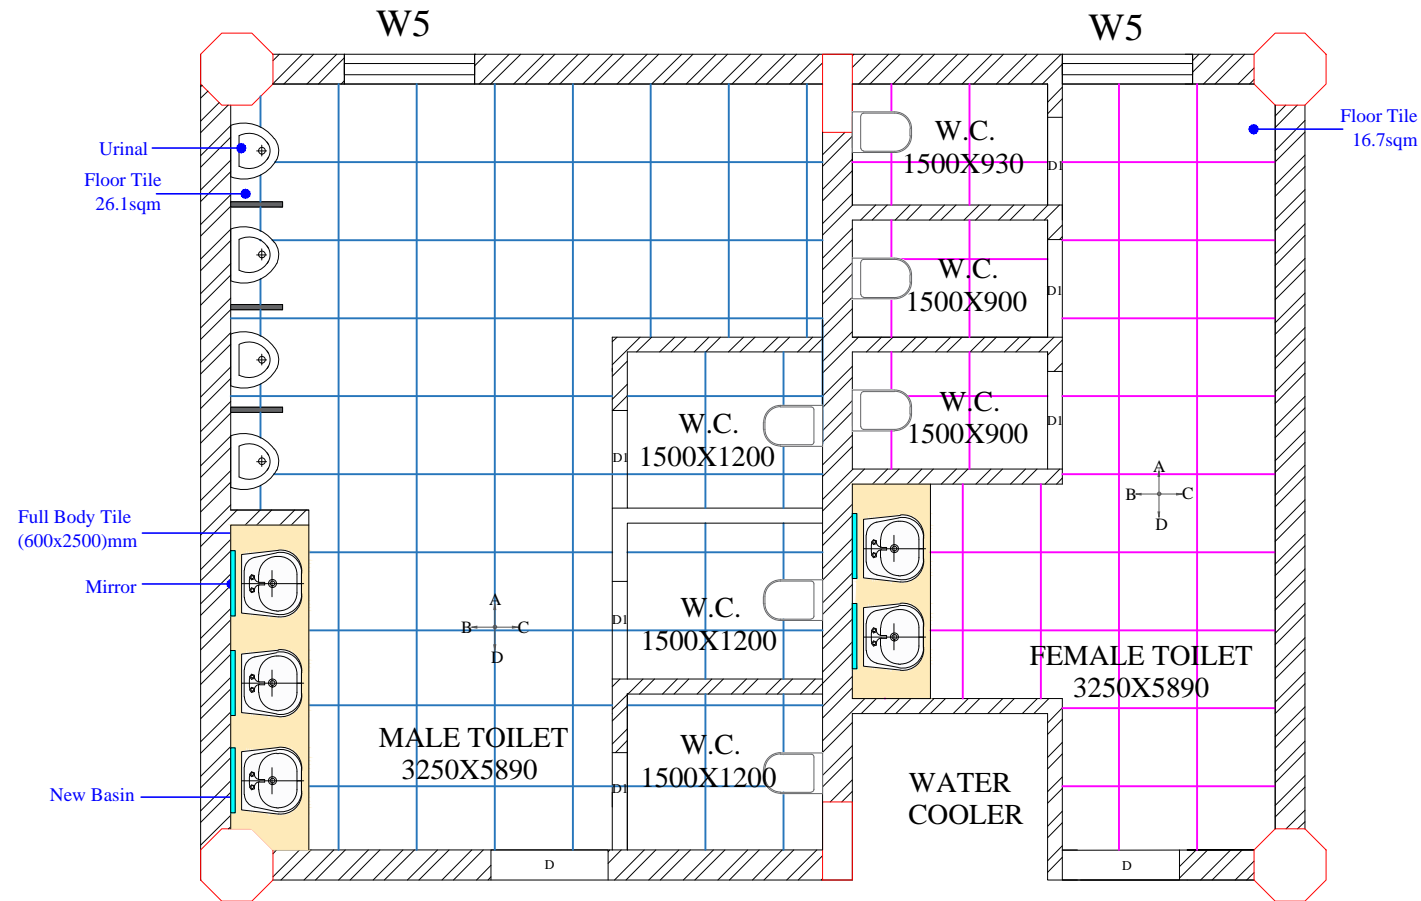 W5
W5
Urinal
Floor Tile
26.1sqm
W.C.
1500X930
D1
Floor Tile
16.7sqm
W.C.
1500X900
D1
W.C.
1500X900
D1
W.C.
1500X1200
D1
A
B
C
D
Full Body Tile
(600x2500)mm
Mirror
A
B
C
D
W.C.
1500X1200
D1
FEMALE TOILET
3250X5890
MALE TOILET
3250X5890
W.C.
1500X1200
D1
New Basin
WATER
COOLER
D
D